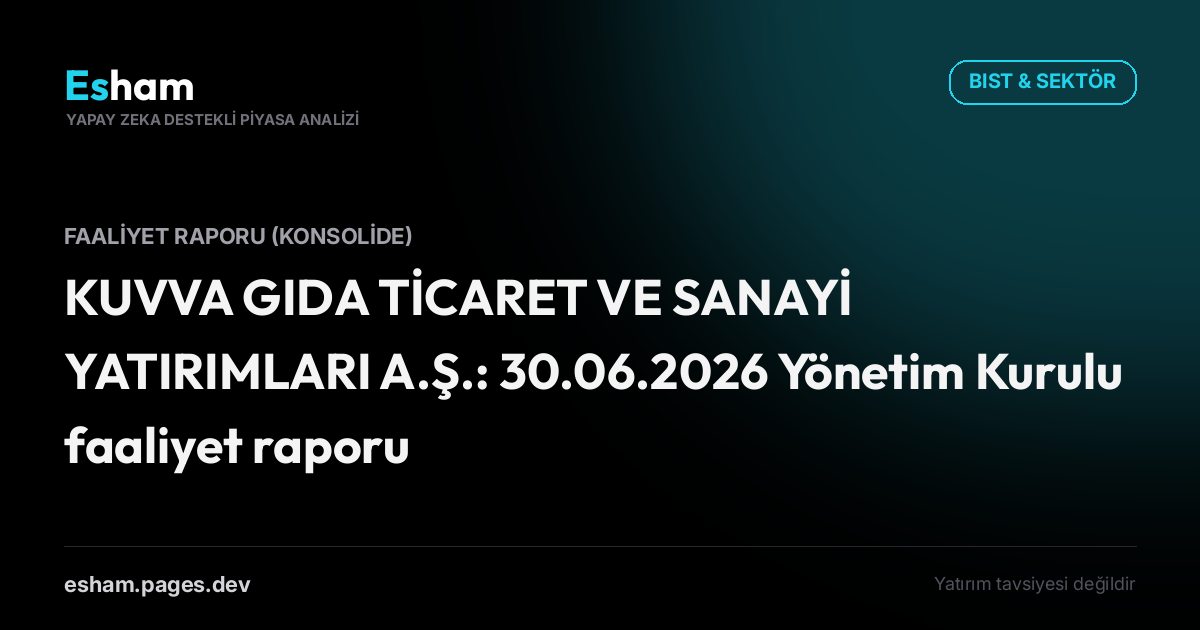 Esham
YAPAY ZEKA DESTEKLİ PİYASA ANALİZİ
BIST & SEKTÖR
FAALİYET RAPORU (KONSOLİDE)
KUVVA GIDA TİCARET VE SANAYİ
YATIRIMLARI A.Ş.: 30.06.2026 Yönetim Kurulu
faaliyet raporu
esham.pages.dev
Yatırım tavsiyesi değildir